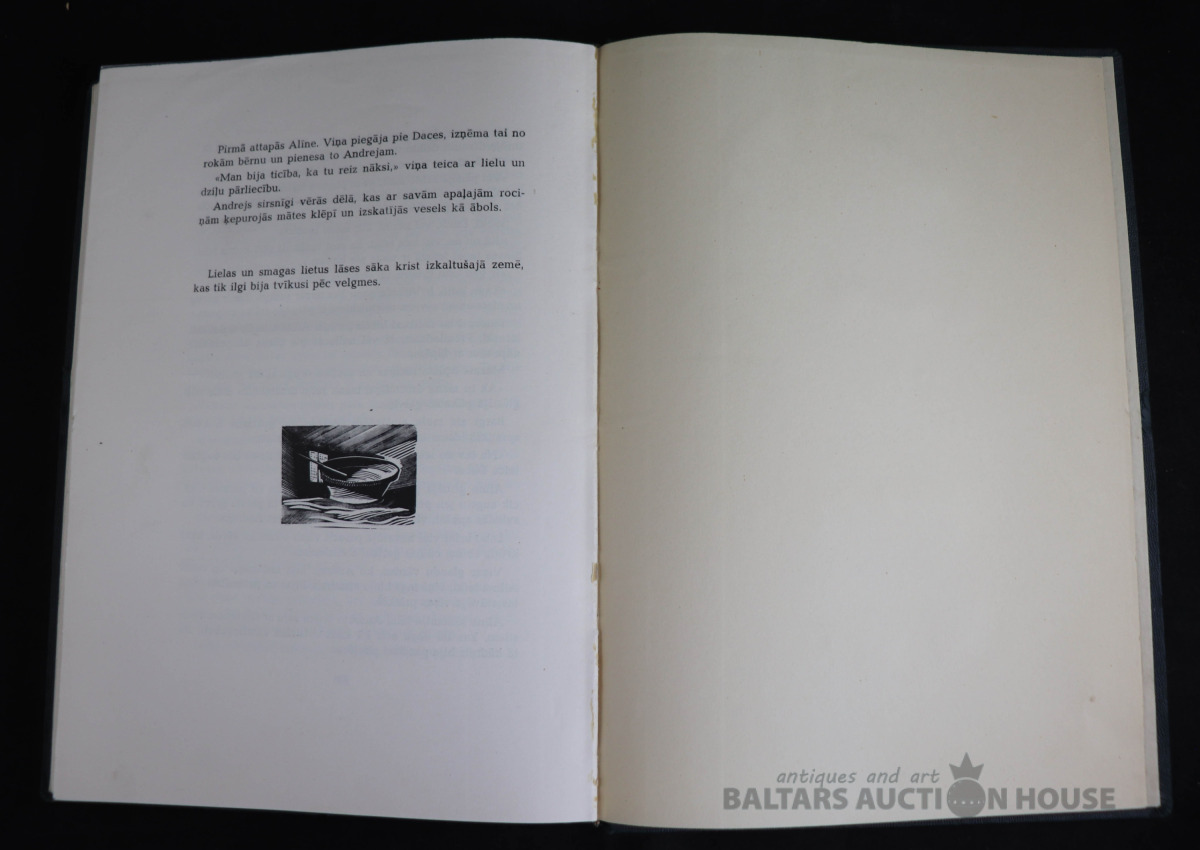 Pirmā attapās Alīne. Viņa piegāja pie Daces, izņēma tai no
rokām bērnu un pienesa to Andrejam.
«Man bija ticība, ka tu reiz nāksi,» viņa teica ar lielu un
dziļu pārliecību.
Andrejs sirsnīgi vērās dēlā, kas ar savām apaļajām roci-
ņām ķepurojās mātes klēpī un izskatījās vesels kā ābols.
Lielas un smagas lietus lāses sāka krist izkaltušajā zemē,
kas tik ilgi bija tvīkusi pēc velgmes.
antiques and art
BALTARS AUCTION HOUSE